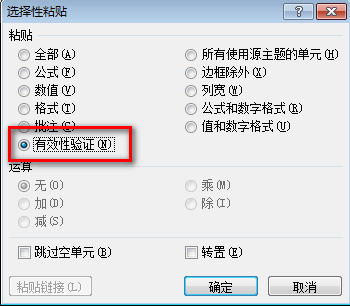 选择性粘贴
粘贴
全部(A)
所有使用源主题的单元(H)
公式(F)
边框除外(X)
数值(V)
列宽(W)
格式(T)
公式和数字格式(R)
批注(C)
值和数字格式(U)
有效性验证(N)
运算
无(O)
乘(M)
加(D)
除(I)
减(S)
跳过空单元(B)
转置(E)
粘贴链接(L)
确定
取消